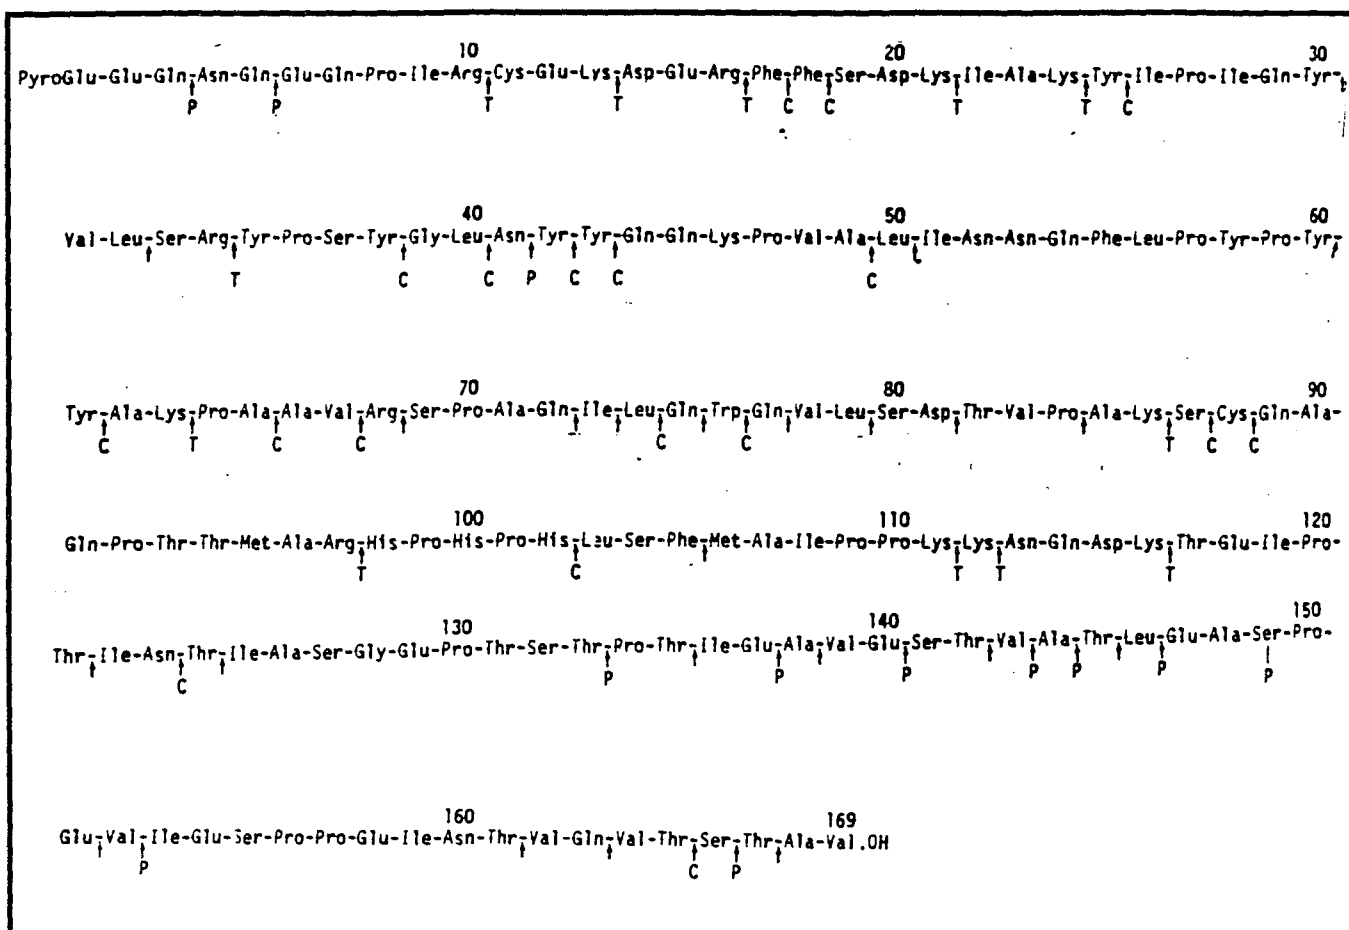 10 20 30
PyroGlu-Glu-Gln-Asn-Gln-Glu-Gln-Pro-Ile-Arg-Cys-Glu-Lys-Asp-Glu-Arg-Phe-Phe-Ser-Asp-Lys-Ile-Ala-Lys-Tyr-Ile-Pro-Ile-Gln-Tyr-
P P T T T C C T T C
40 50 60
Val-Leu-Ser-Arg-Tyr-Pro-Ser-Tyr-Gly-Leu-Asn-Tyr-Tyr-Gln-Gln-Lys-Pro-Val-Ala-Leu-Ile-Asn-Asn-Gln-Phe-Leu-Pro-Tyr-Pro-Tyr-
T C C P C C C
70 80 90
Tyr-Ala-Lys-Pro-Ala-Ala-Val-Arg-Ser-Pro-Ala-Gln-Ile-Leu-Gln-Trp-Gln-Val-Leu-Ser-Asp-Thr-Val-Pro-Ala-Lys-Ser-Cys-Gln-Ala-
C T C C C C T C C
100 110 120
Gln-Pro-Thr-Thr-Met-Ala-Arg-His-Pro-His-Pro-His-Leu-Ser-Phe-Met-Ala-Ile-Pro-Pro-Lys-Lys-Asn-Gln-Asp-Lys-Thr-Glu-Ile-Pro-
T C T T T
130 140 150
Thr-Ile-Asn-Thr-Ile-Ala-Ser-Gly-Glu-Pro-Thr-Ser-Thr-Pro-Thr-Ile-Glu-Ala-Val-Glu-Ser-Thr-Val-Ala-Thr-Leu-Glu-Ala-Ser-Pro-
C P P P P P P P
160 169
Glu-Val-Ile-Glu-Ser-Pro-Pro-Glu-Ile-Asn-Thr-Val-Gln-Val-Thr-Ser-Thr-Ala-Val.OH
P C P